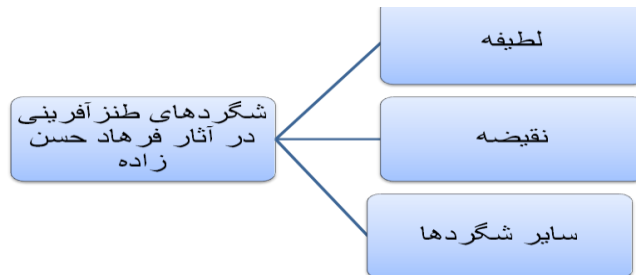 شگردهای طنزآفرینی
در آثار فرهاد حسن
زاده
لطیفه
نقیضه
سایر شگردها